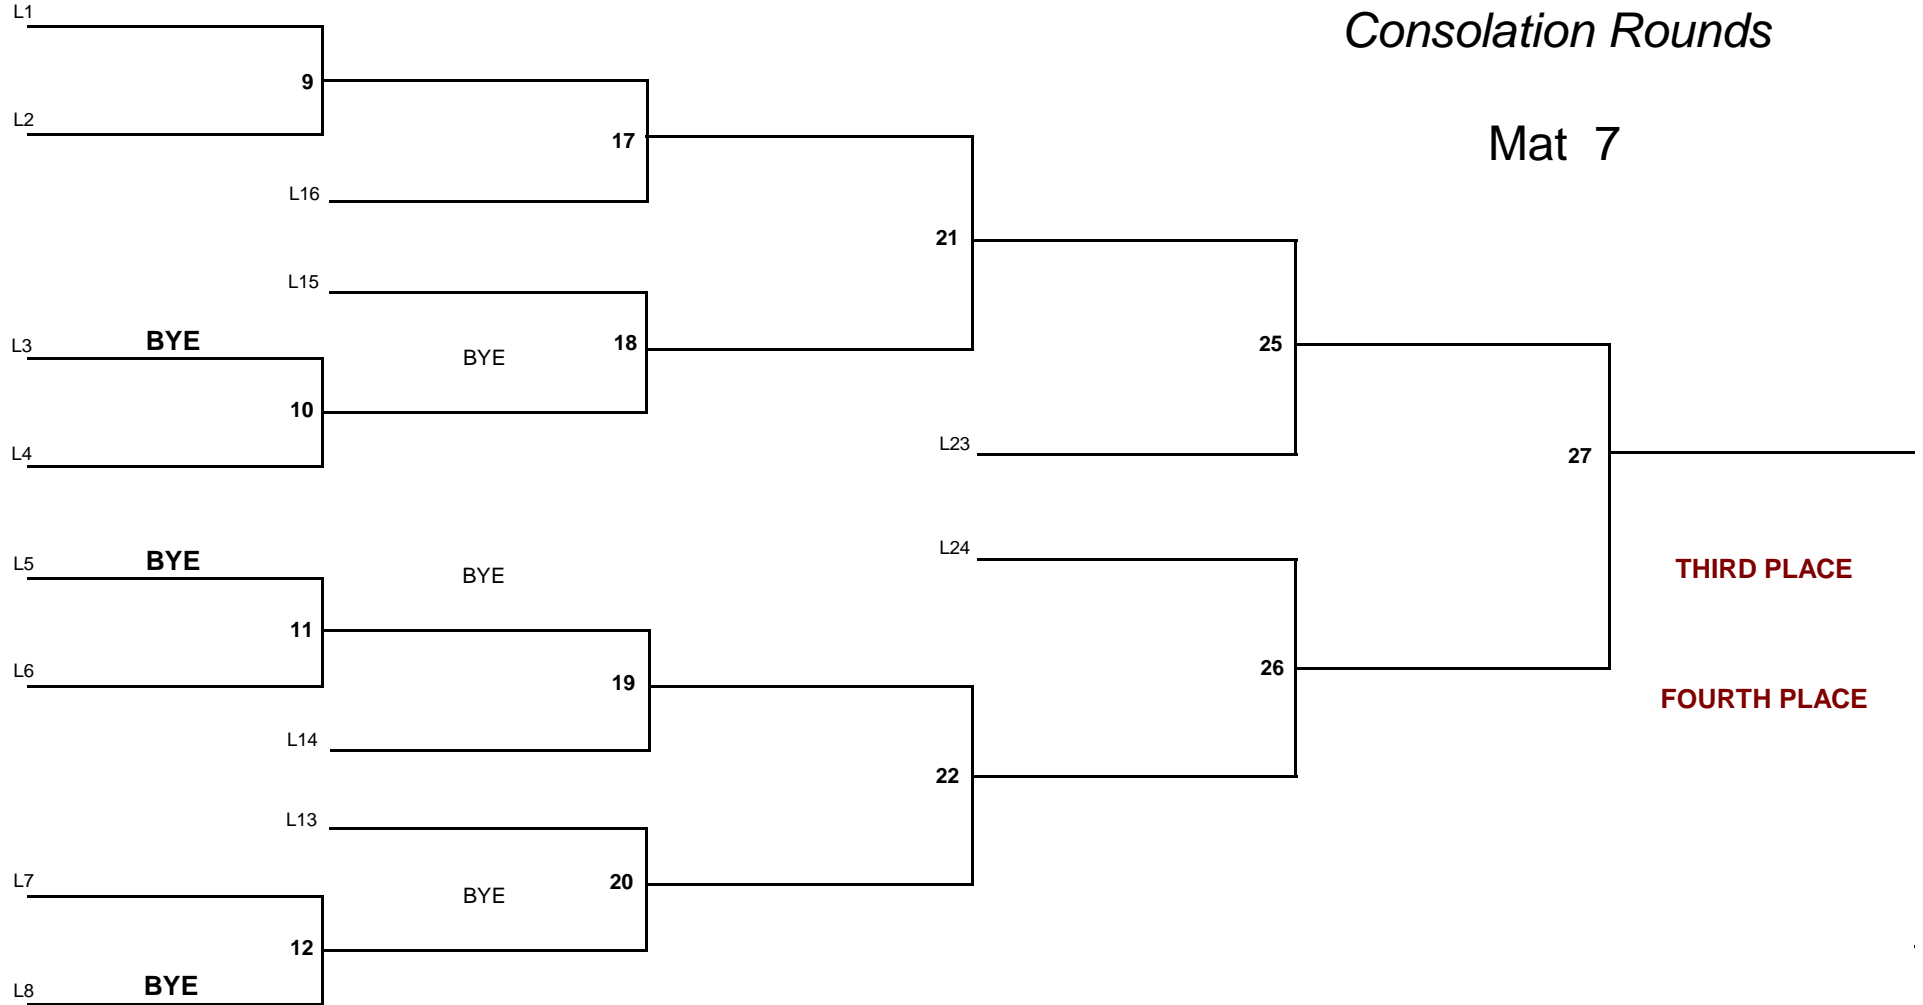 L1
Consolation Rounds
9
L2
17
Mat 7
L16
21
L15
L3 BYE
BYE
18
25
10
L4
L23
27
L5 BYE
BYE
L24
THIRD PLACE
11
L6
19
26
FOURTH PLACE
L14
22
L13
L7
BYE
20
12
L8 BYE